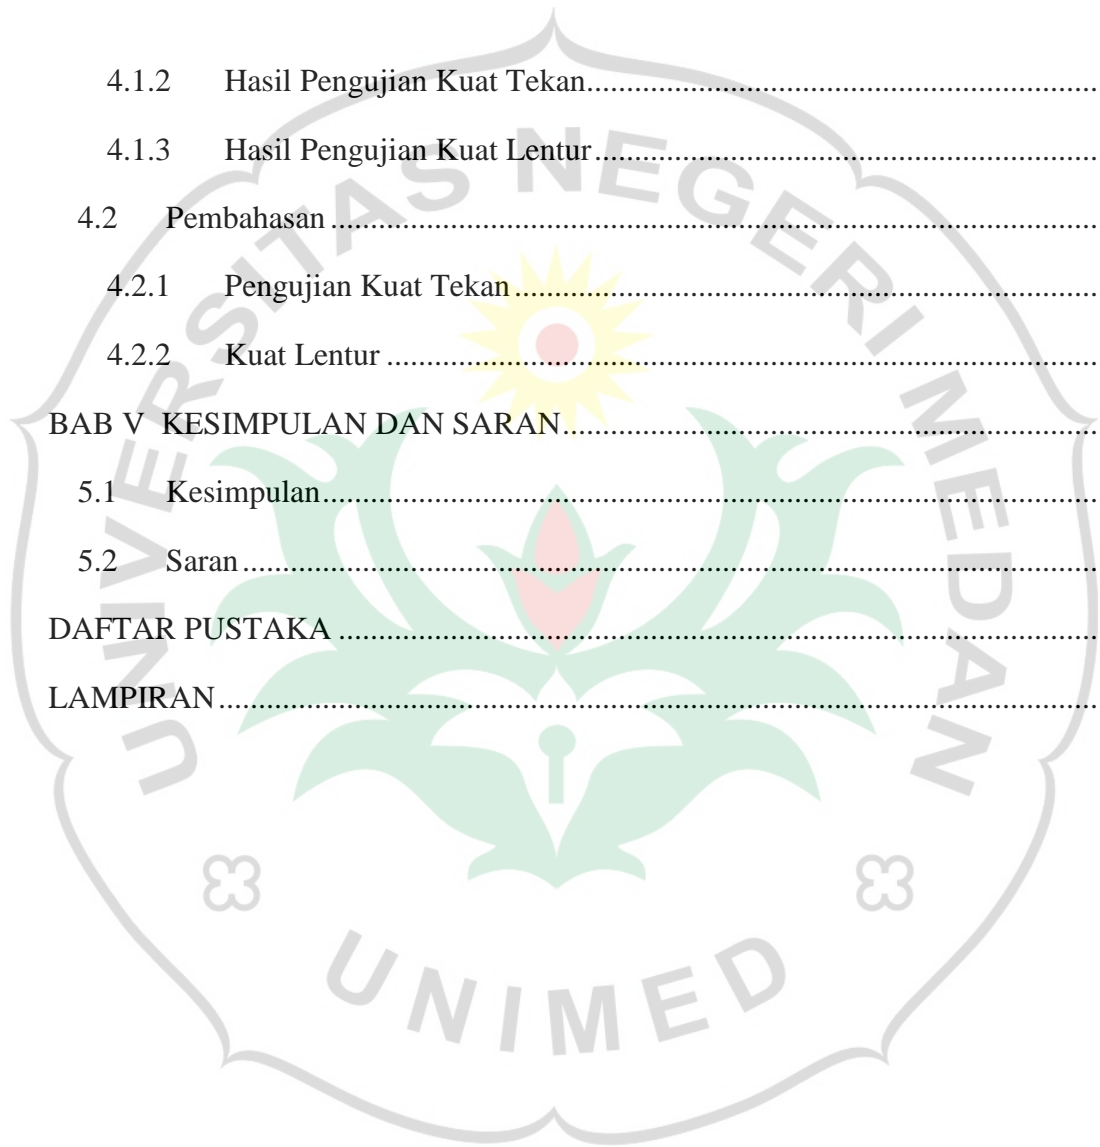 4.1.2 Hasil Pengujian Kuat Tekan
4.1.3 Hasil Pengujian Kuat Lentur
4.2 Pembahasan
4.2.1 Pengujian Kuat Tekan
4.2.2 Kuat Lentur
BAB V KESIMPULAN DAN SARAN
5.1 Kesimpulan
5.2 Saran
DAFTAR PUSTAKA
LAMPIRAN
UNIVERSITAS NEGERI MEDAN
UNIMED